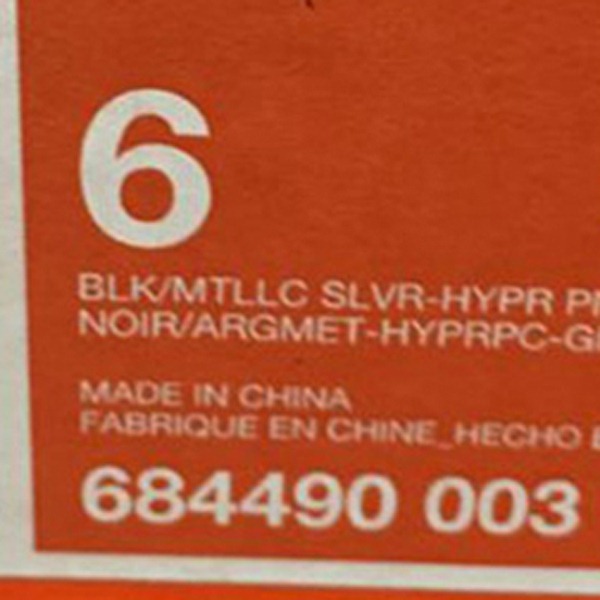 6
BLK/MTLLC SLVR-HYPR
NOIR/ARGMET-HYPRPC-
MADE IN CHINA
FABRIQUE EN CHINE_HECHO
684490 003